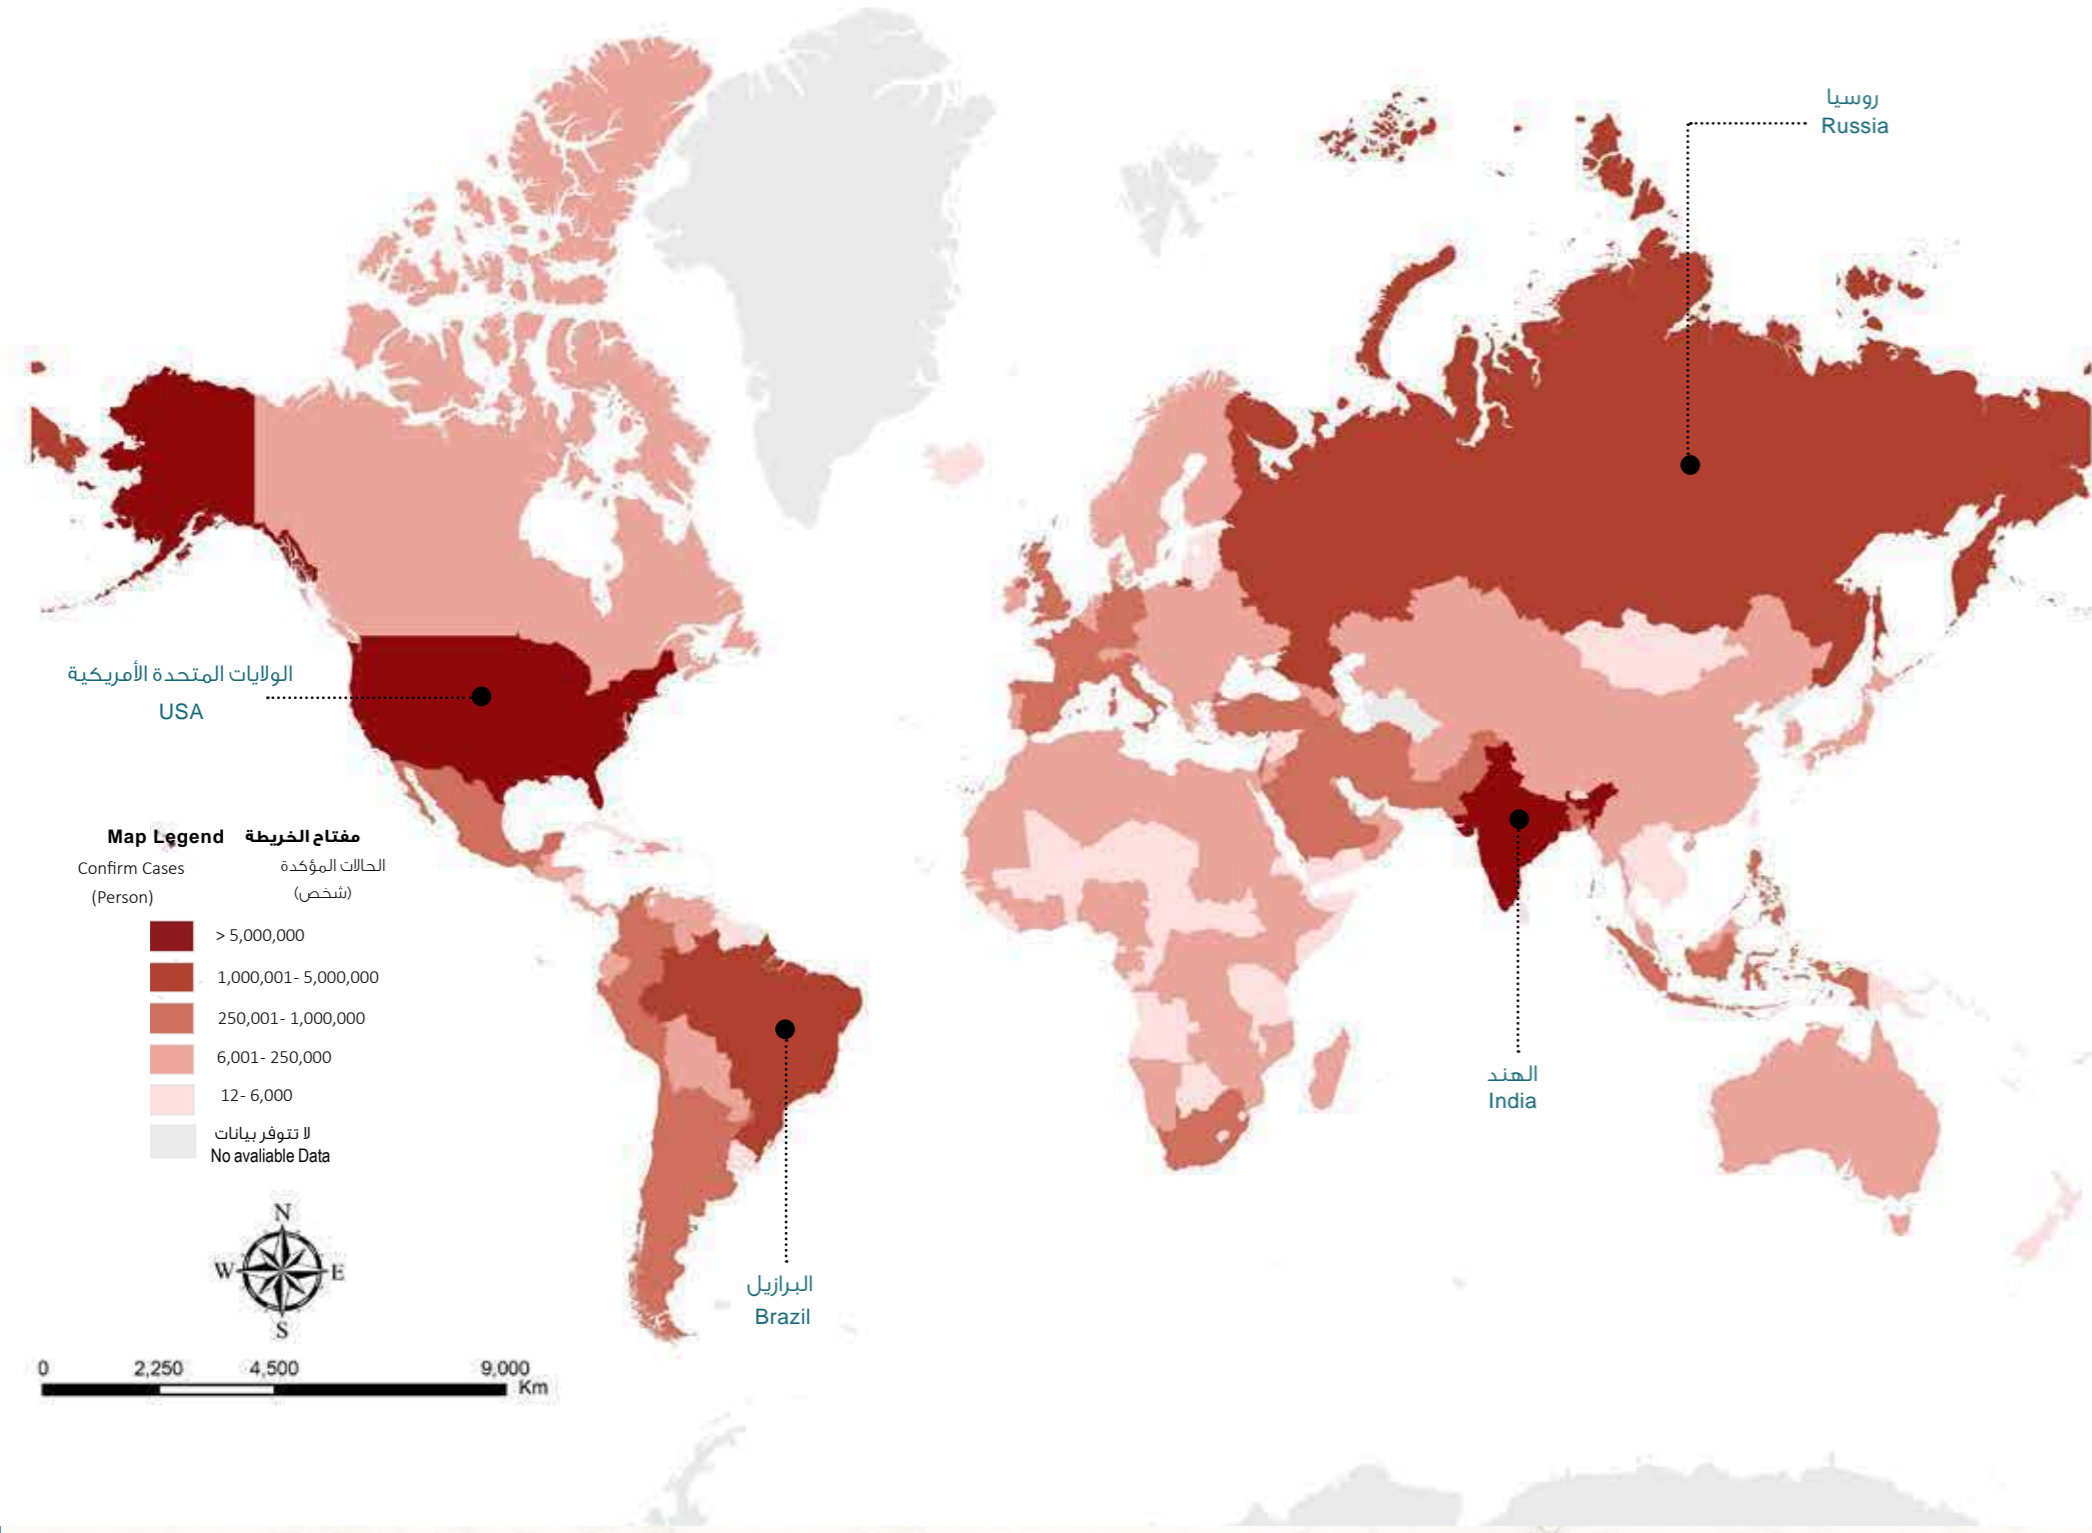 روسيا
Russia
الولايات المتحدة الأمريكية
USA
Map Legend مفتاح الخريطة
Confirm Cases الحالات المؤكدة
(Person) (شخص)
> 5,000,000
1,000,001- 5,000,000
250,001- 1,000,000
6,001- 250,000
12- 6,000
لا تتوفر بيانات
No avaliable Data
الهند
India
البرازيل
Brazil
N
W E
S
0 2,250 4,500 9,000
Km